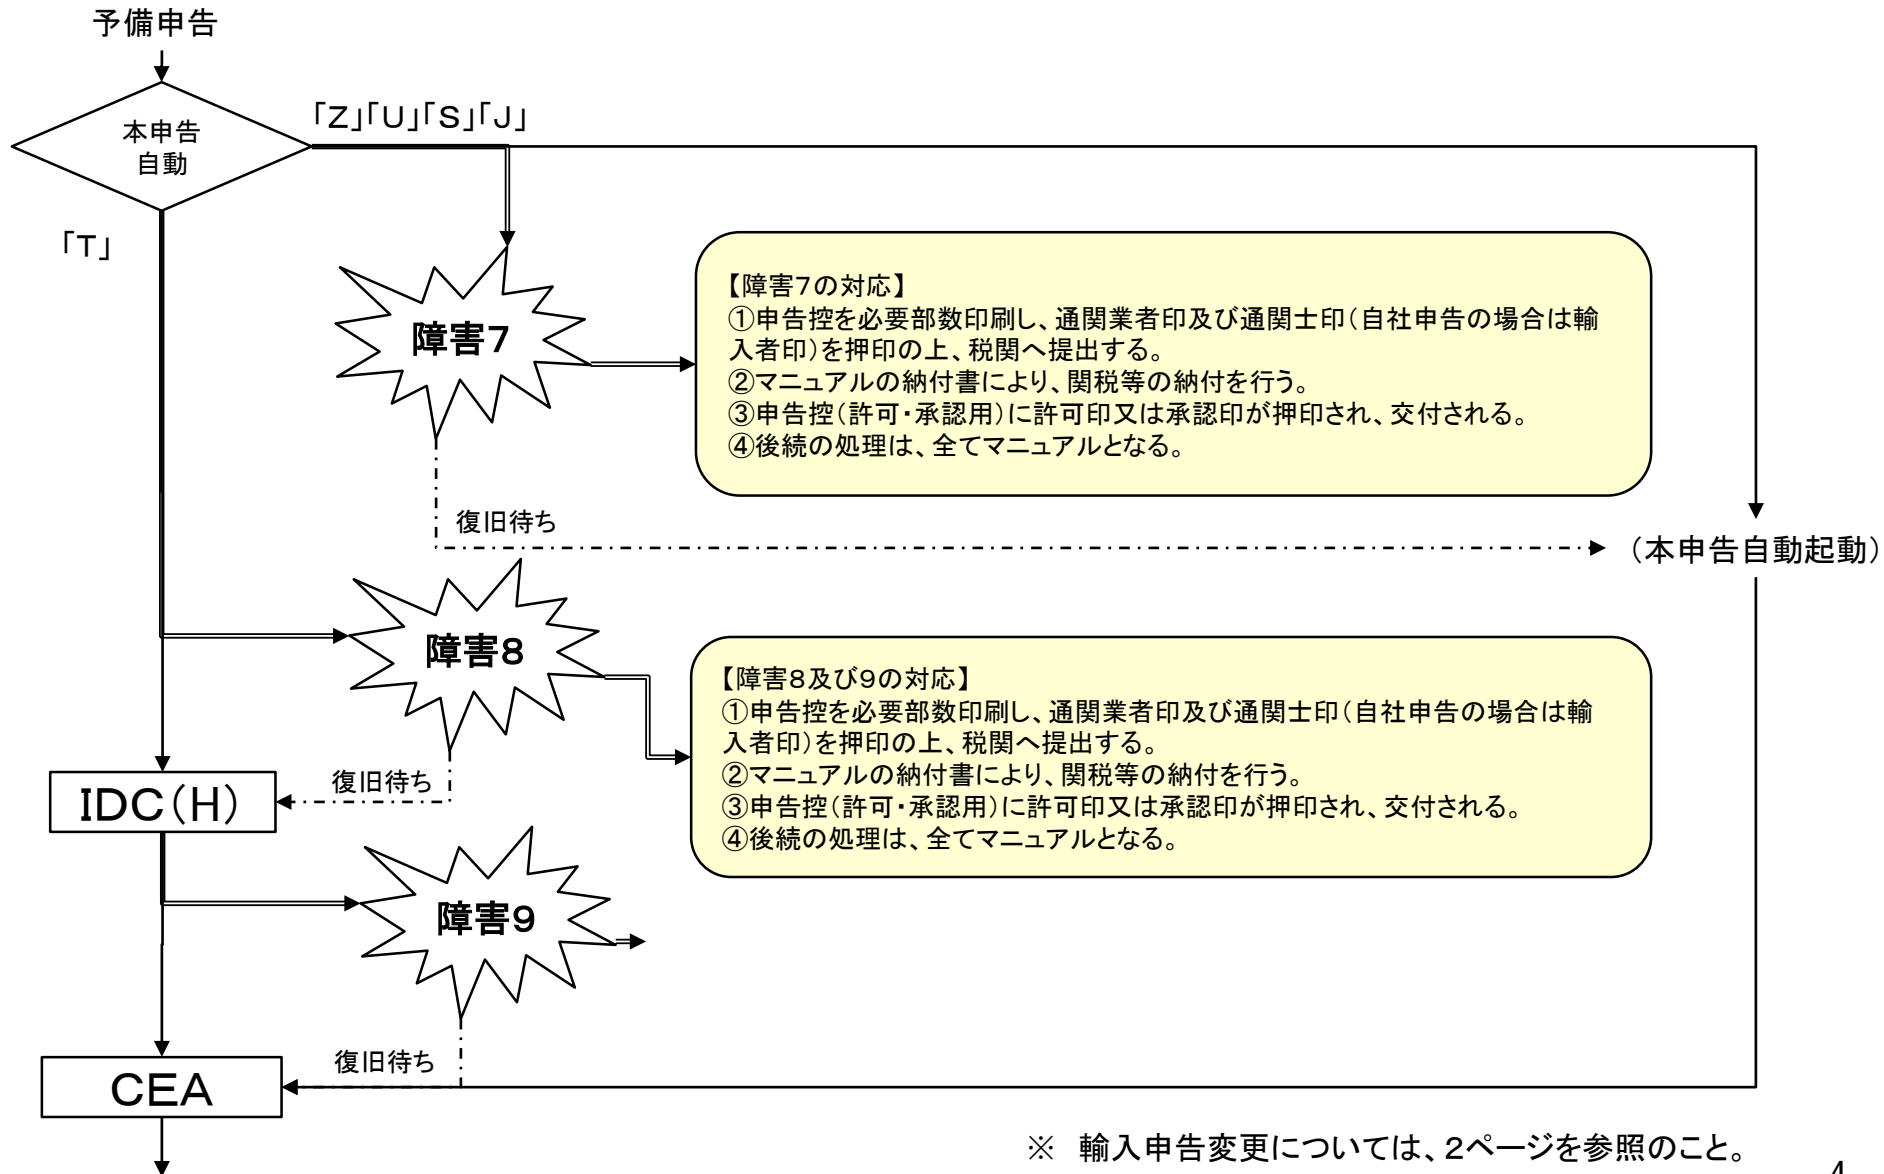 予備申告
本申告
自動
「Z」「U」「S」「J」
「T」
障害7
【障害7の対応】
①申告控を必要部数印刷し、通関業者印及び通関士印（自社申告の場合は輸
入者印）を押印の上、税関へ提出する。
②マニュアルの納付書により、関税等の納付を行う。
③申告控（許可・承認用）に許可印又は承認印が押印され、交付される。
④後続の処理は、全てマニュアルとなる。
復旧待ち
（本申告自動起動）
障害8
【障害8及び9の対応】
①申告控を必要部数印刷し、通関業者印及び通関士印（自社申告の場合は輸
入者印）を押印の上、税関へ提出する。
②マニュアルの納付書により、関税等の納付を行う。
③申告控（許可・承認用）に許可印又は承認印が押印され、交付される。
④後続の処理は、全てマニュアルとなる。
復旧待ち
IDC（H）
障害9
復旧待ち
CEA
※　輸入申告変更については、2ページを参照のこと。
4